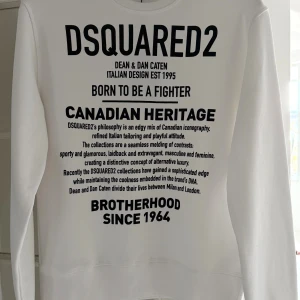 DSQUARED2
DEAN & DAN CATEN
ITALIAN DESIGN EST 1995
BORN TO BE A FIGHTER
CANADIAN HERITAGE
DSQUARED2's philosophy is an edgy mix of Canadian iconography,
refined Italian tailoring and playful attitude.
The collections are a seamless melding of contrasts
sporty and glamorous, laidback and extravagant, masculine and feminine,
creating a distinctive concept of alternative luxury.
Recently the DSQUARED2 collections have gained a sophisticated edge
while maintaining the coolness embedded in the brand's DNA.
Dean and Dan Caten divide their lives between Milan and London.
BROTHERHOOD
SINCE 1964